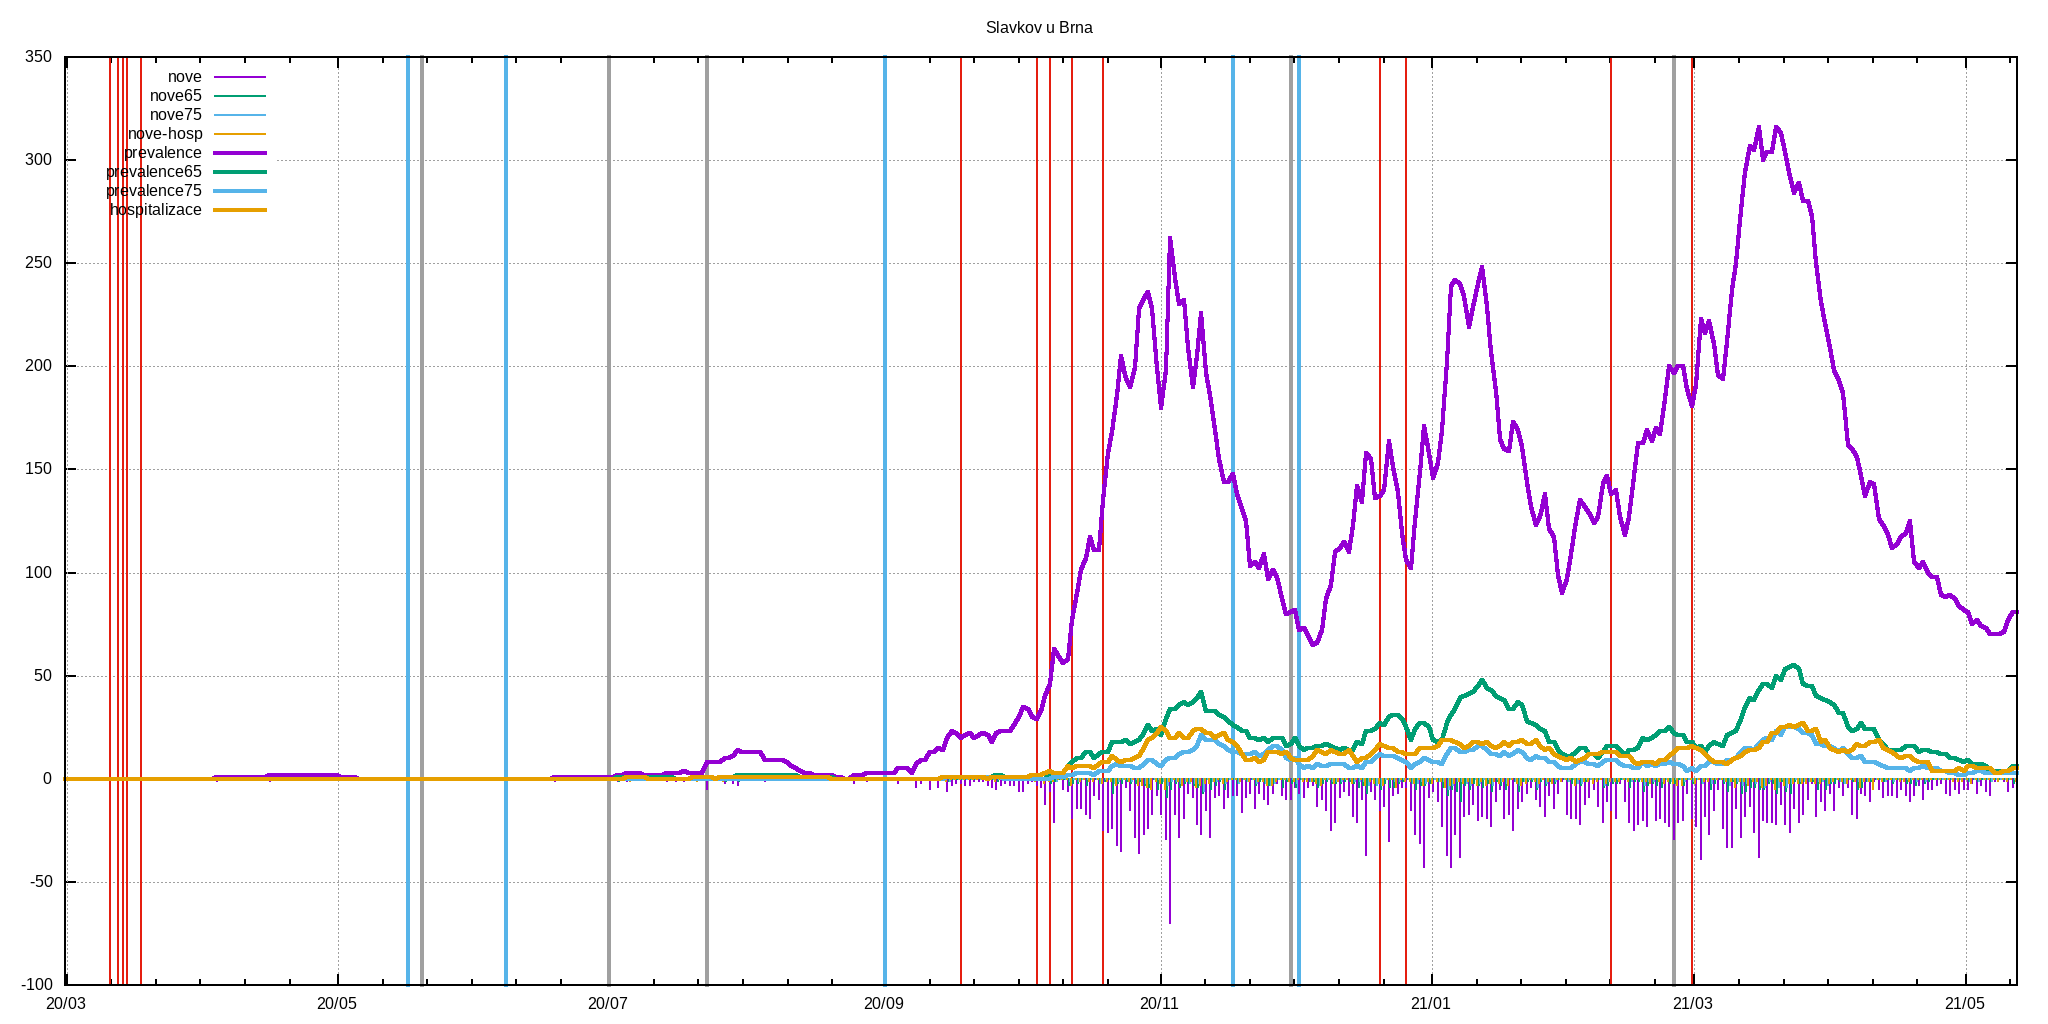 Slavkov u Brna
350
300
250
200
150
100
50
0
-50
-100
nove
nove65
nove75
nove-hosp
prevalence
prevalence65
prevalence75
hospitalizace
20/03 20/05 20/07 20/09 20/11 21/01 21/03 21/05